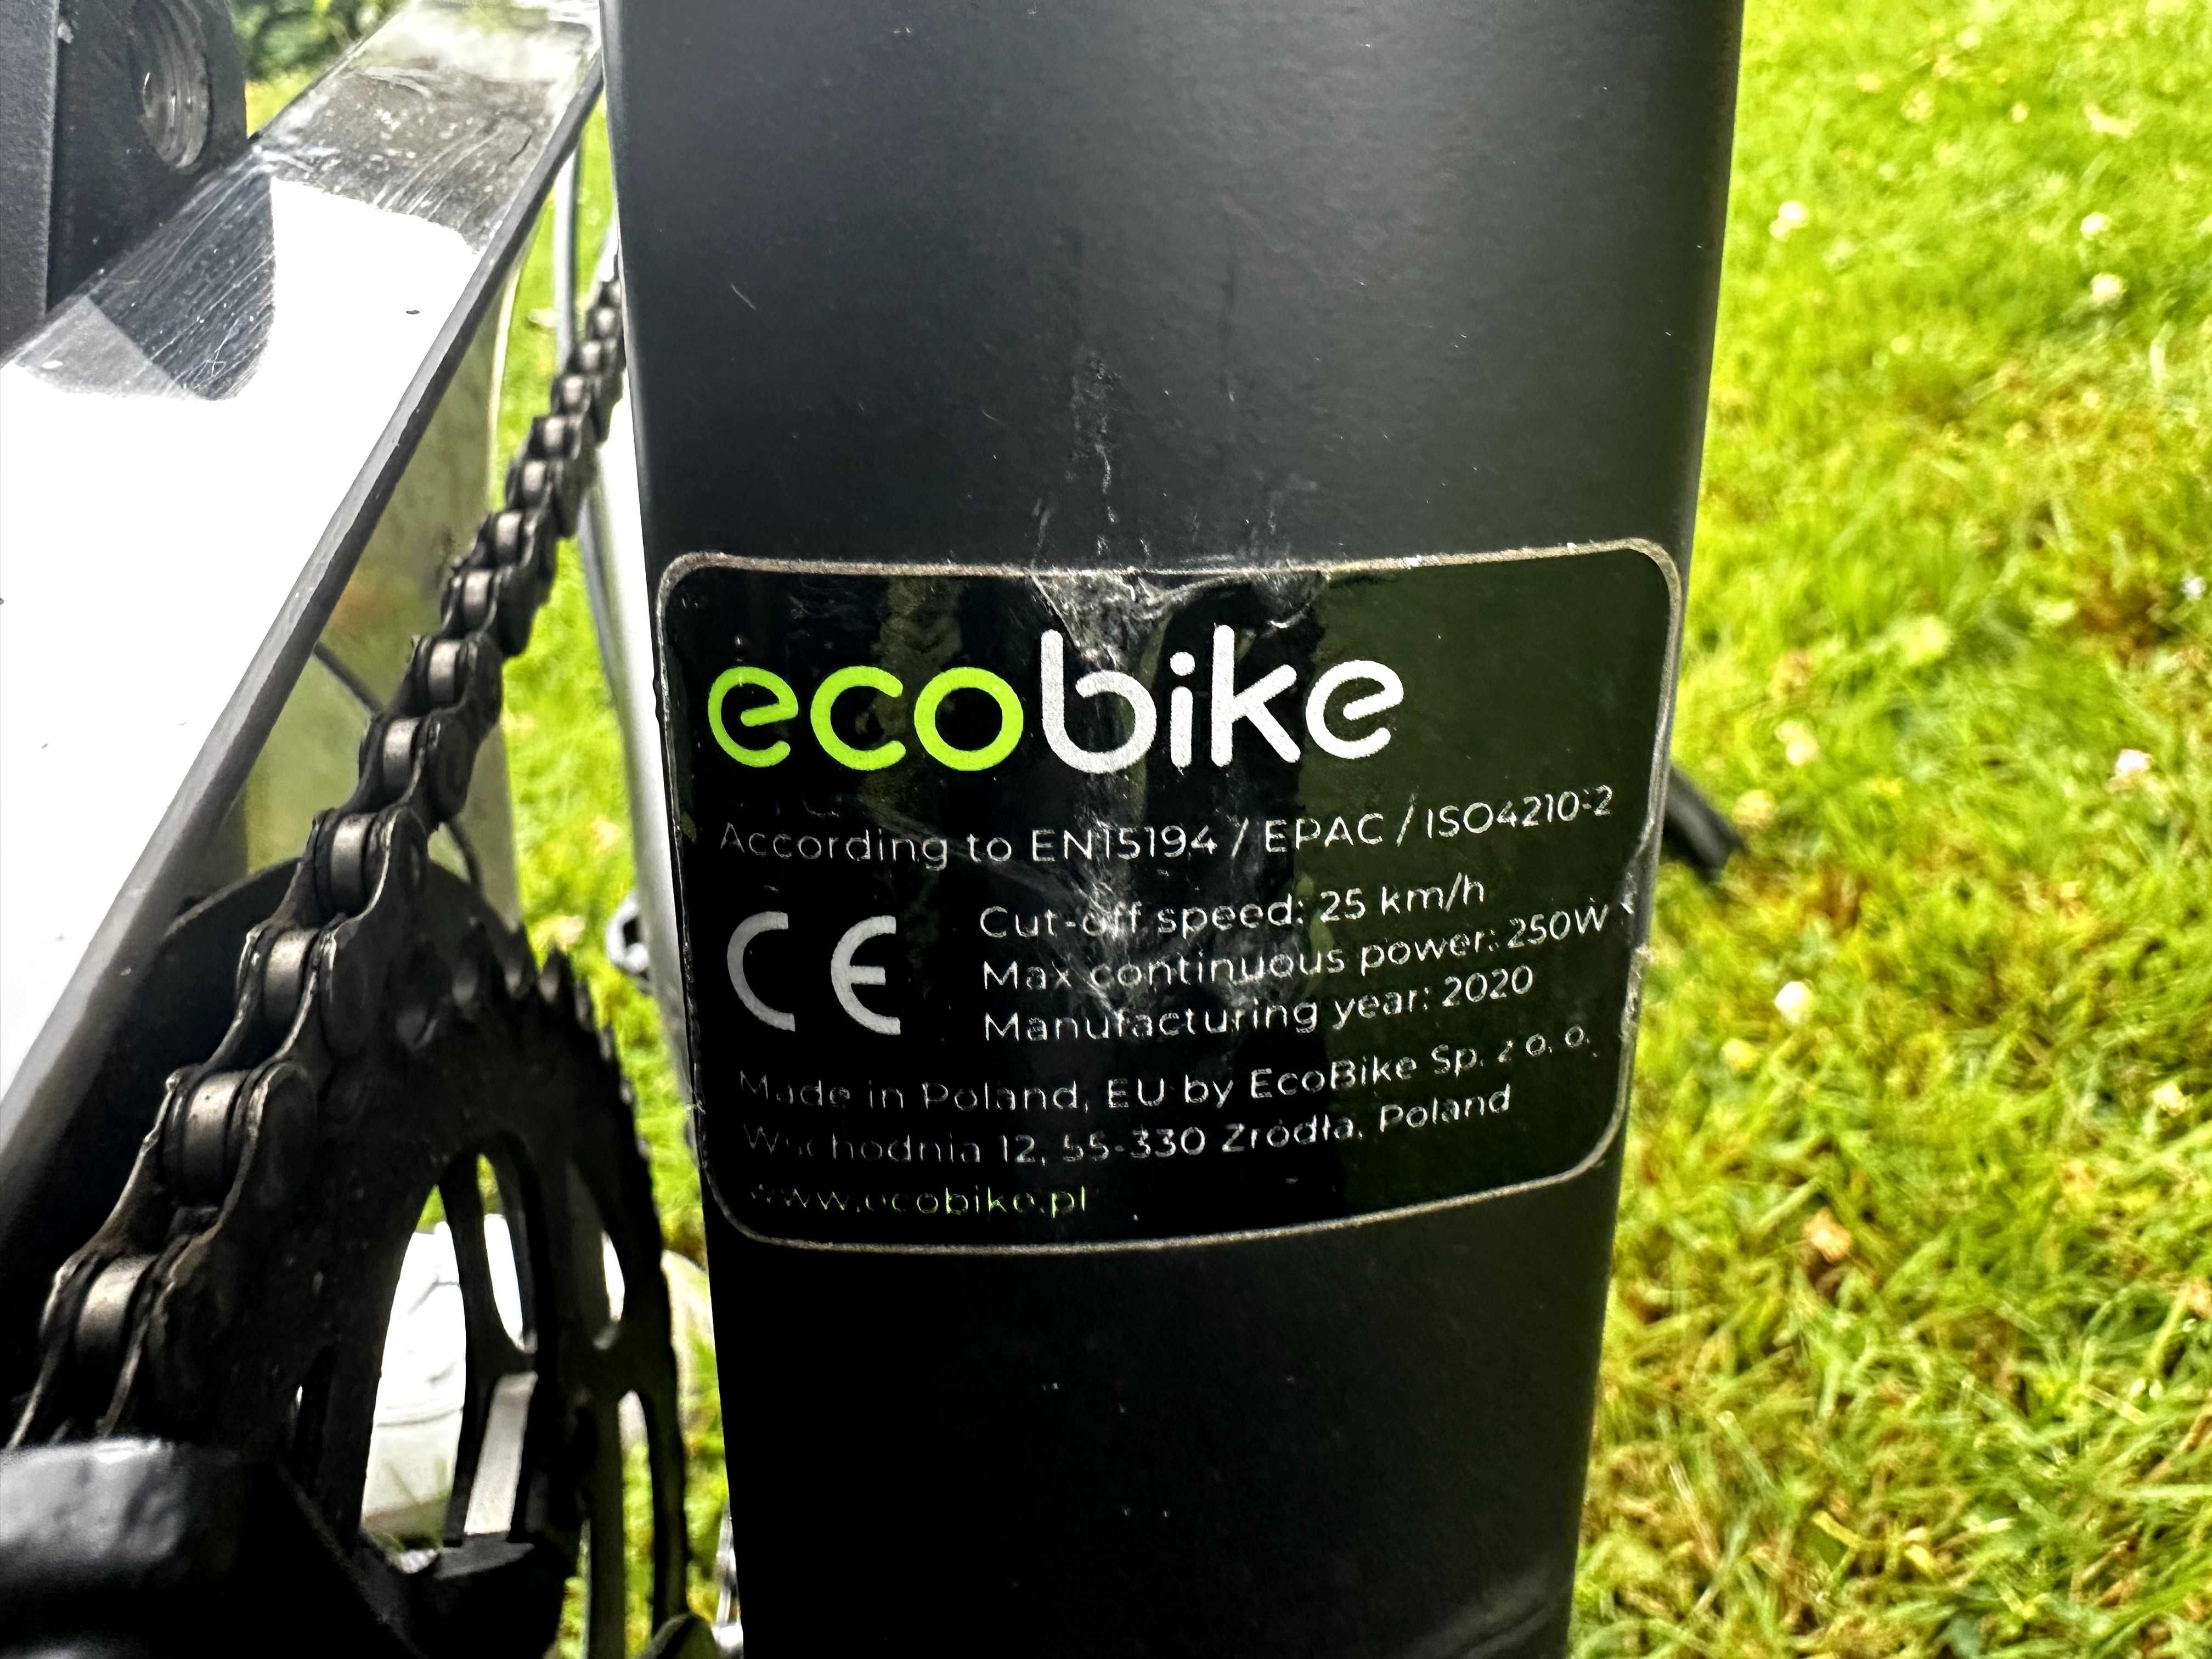 ecobike
According to EN15194 / EPAC / ISO4210-2
CE
Cut-off speed: 25 km/h
Max continuous power: 250W
Manufacturing year: 2020
Made in Poland, EU by EcoBike Sp. z o. o.
Wschodnia 12, 55-330 Źródła, Poland
www.ecobike.pl